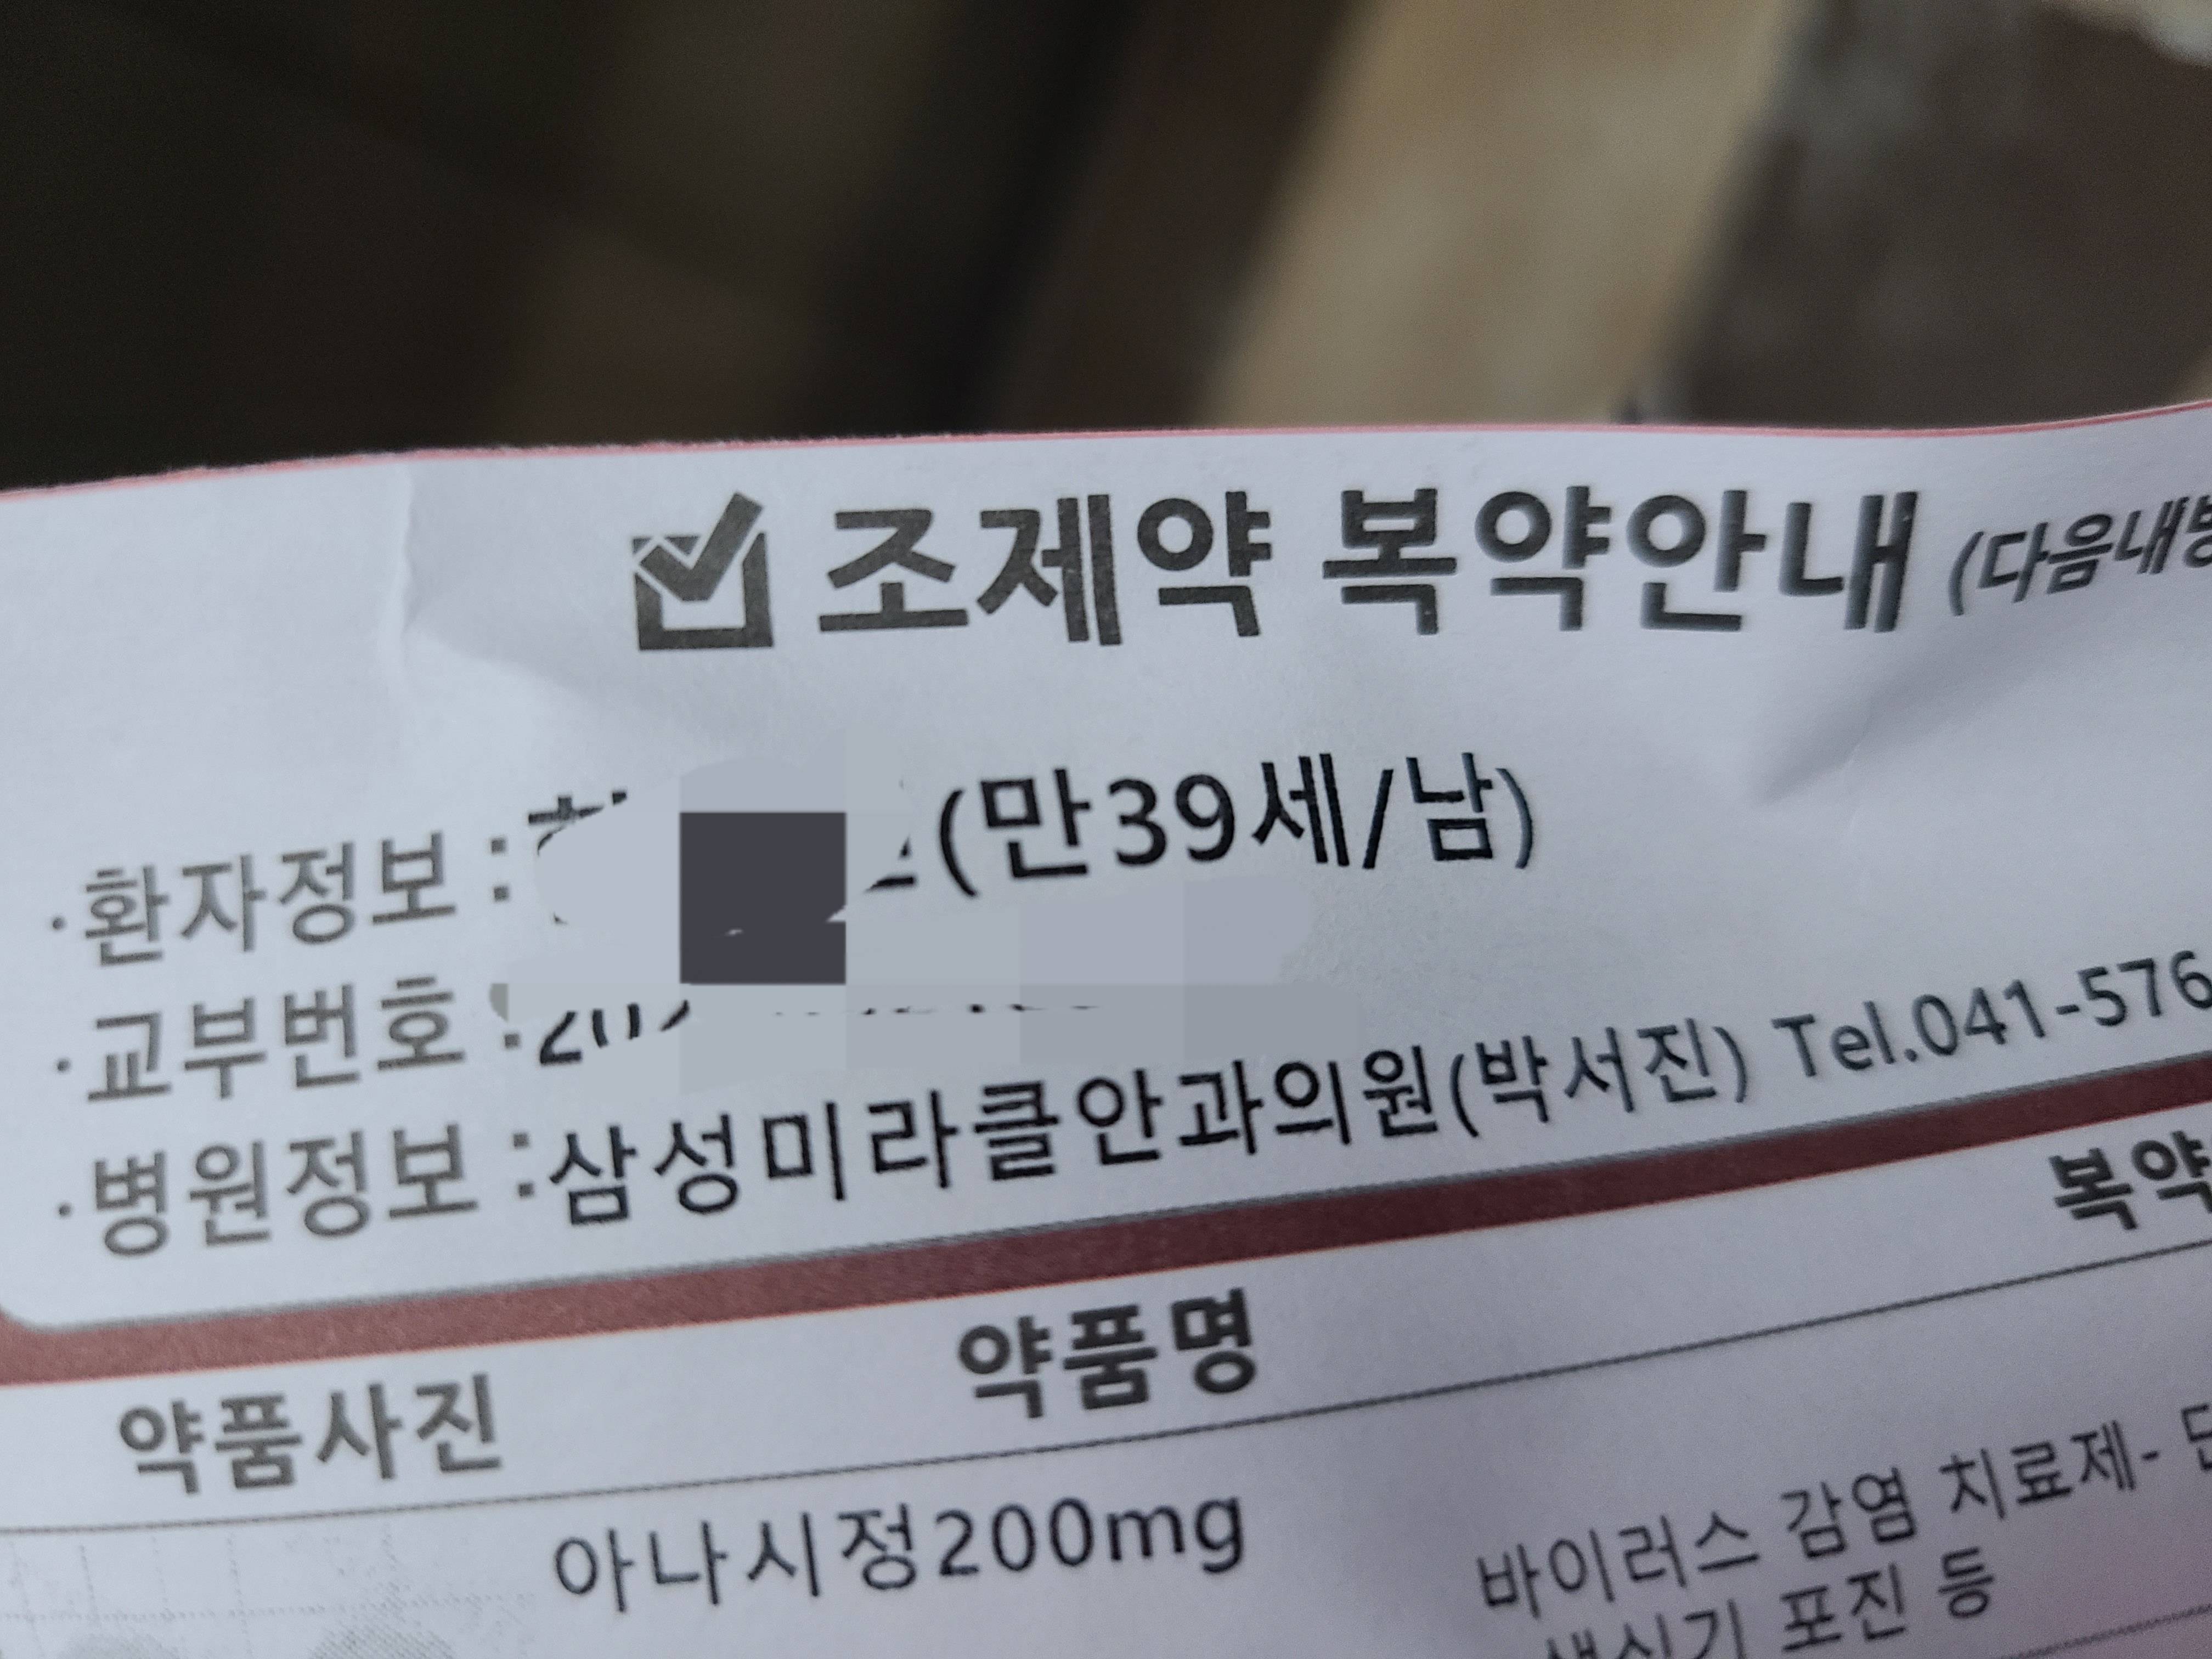 조제약 복약안내 (다음내방
·환자정보 : (만39세/남)
·교부번호 :
·병원정보 :삼성미라클안과의원(박서진) Tel.041-576
약품사진 약품명 복약
아나시정200mg 바이러스 감염 치료제-
포진 등